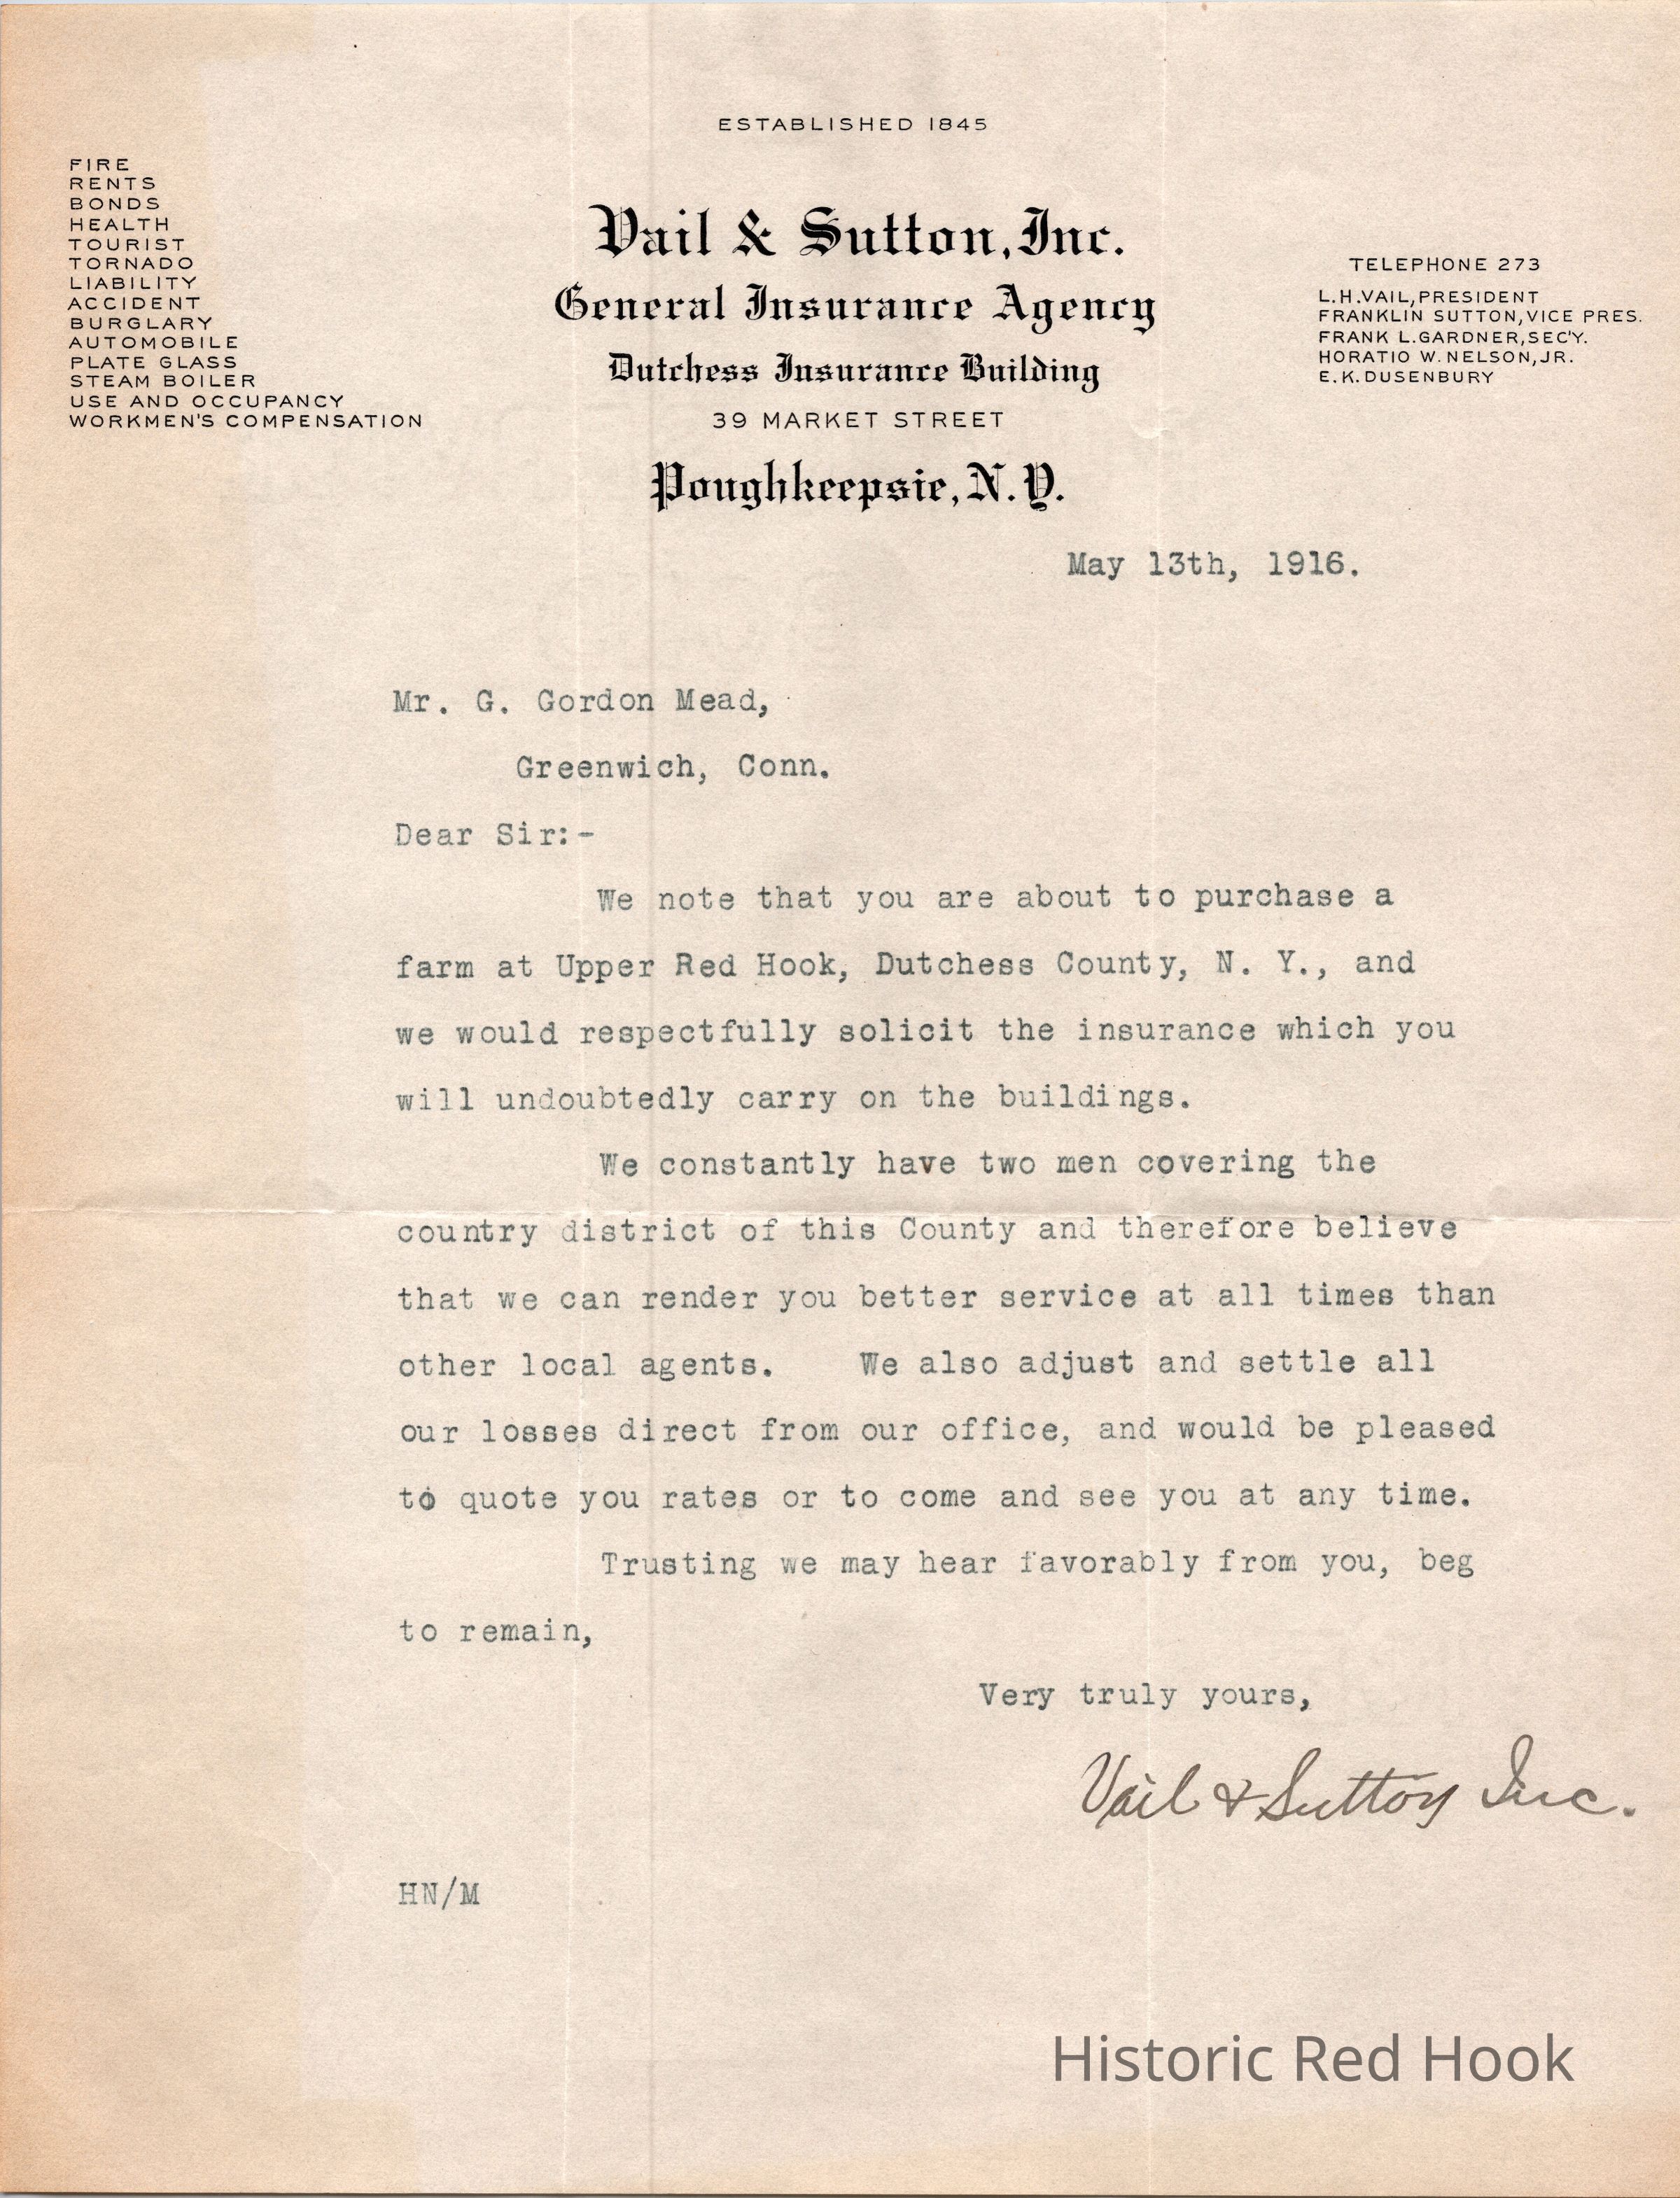 ESTABLISHED 1845
FIRE
RENTS
BONDS
HEALTH
TOURIST
TORNADO
LIABILITY
ACCIDENT
BURGLARY
AUTOMOBILE
PLATE GLASS
STEAM BOILER
USE AND OCCUPANCY
WORKMEN'S COMPENSATION
Vail & Sutton, Inc.
General Insurance Agency
Dutchess Insurance Building
39 MARKET STREET
Poughkeepsie, N. Y.
TELEPHONE 273
L.H.VAIL, PRESIDENT
FRANKLIN SUTTON, VICE PRES.
FRANK L. GARDNER, SEC'Y.
HORATIO W. NELSON, JR.
E.K. DUSENBURY
May 13th, 1916.
Mr. G. Gordon Mead,
Greenwich, Conn.
Dear Sir:-
We note that you are about to purchase a
farm at Upper Red Hook, Dutchess County, N. Y., and
we would respectfully solicit the insurance which you
will undoubtedly carry on the buildings.
We constantly have two men covering the
country district of this County and therefore believe
that we can render you better service at all times than
other local agents. We also adjust and settle all
our losses direct from our office, and would be pleased
to quote you rates or to come and see you at any time.
Trusting we may hear favorably from you, beg
to remain,
Very truly yours,
Vail & Sutton Inc.
HN/M
Historic Red Hook